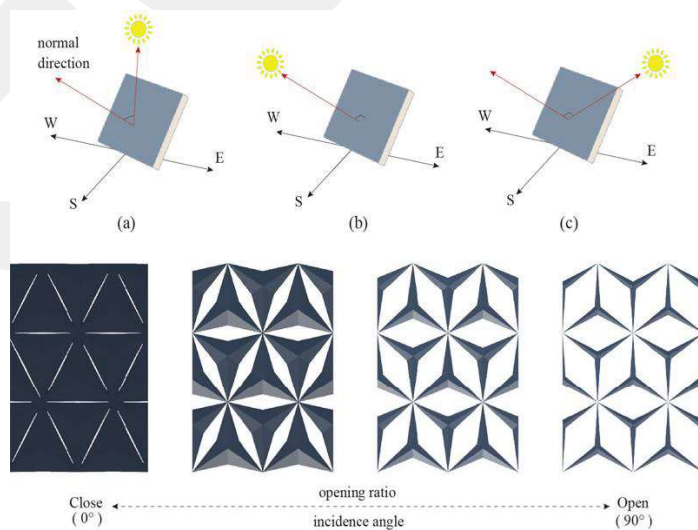 normal
direction
W
E
S
(a)
W
E
S
(b)
W
E
S
(c)
Close
( 0°)
opening ratio
incidence angle
Open
( 90°)